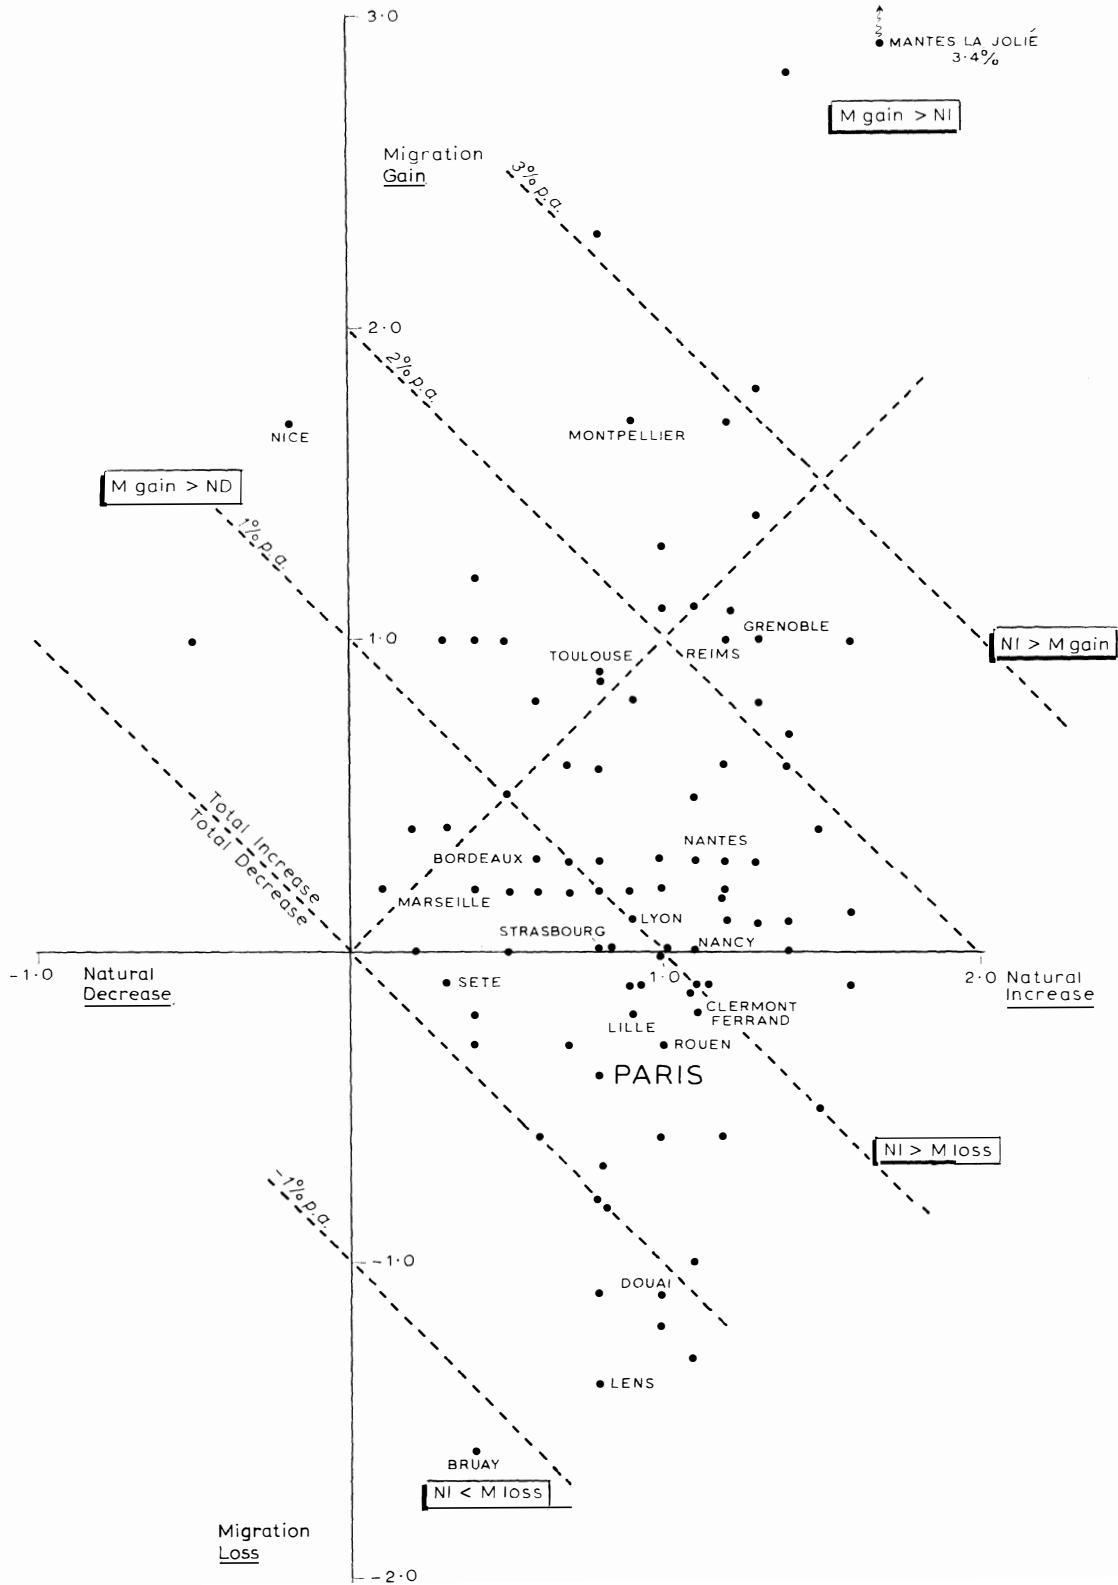 3·0
MANTES LA JOLIÉ
3·4%
M gain > NI
Migration
Gain
3% p.a.
2·0
2% p.a.
NICE
MONTPELLIER
M gain > ND
1% p.a.
GRENOBLE
1·0
TOULOUSE
REIMS
NI > M gain
Total Increase
Total Decrease
NANTES
BORDEAUX
MARSEILLE
LYON
STRASBOURG
NANCY
-1·0
Natural
Decrease
1·0
2·0
Natural
Increase
SETE
CLERMONT
FERRAND
LILLE
ROUEN
PARIS
NI > M loss
-1% p.a.
-1·0
DOUAI
LENS
BRUAY
NI < M loss
Migration
Loss
-2·0